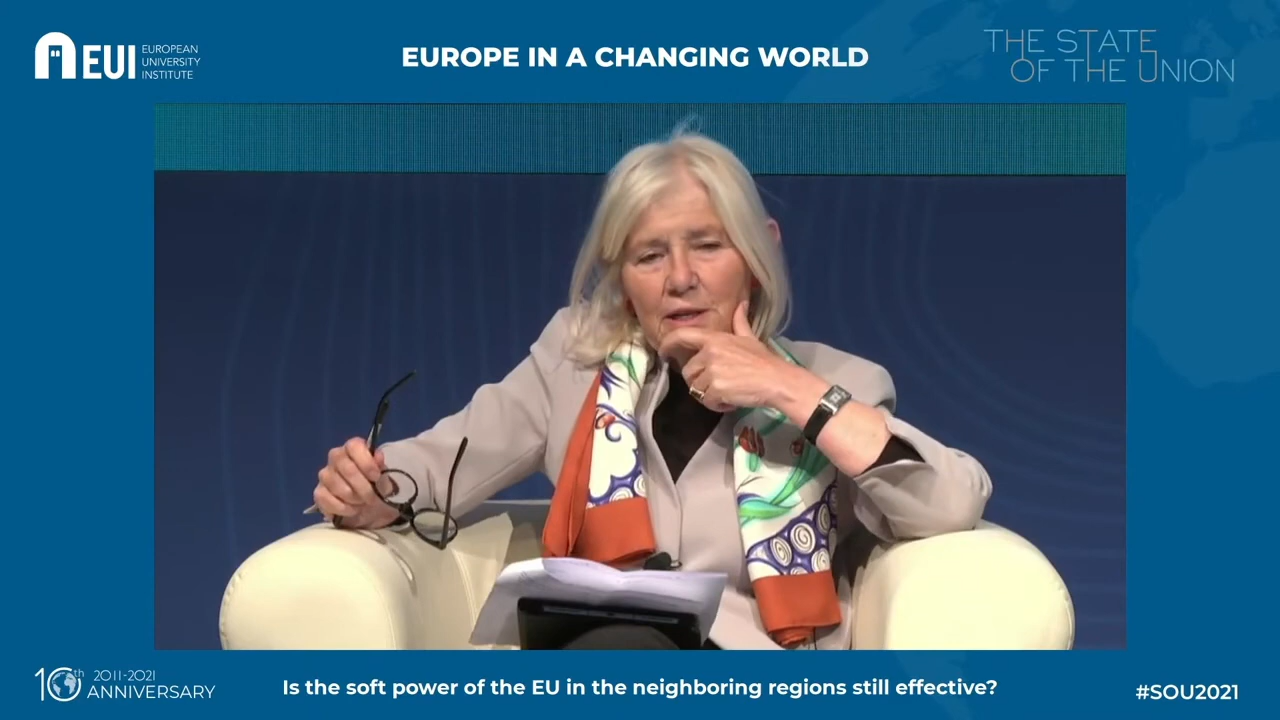 EUI
EUROPEAN
UNIVERSITY
INSTITUTE
EUROPE IN A CHANGING WORLD
THE STATE
OF THE UNION
10th
2011-2021
ANNIVERSARY
Is the soft power of the EU in the neighboring regions still effective?
#SOU2021